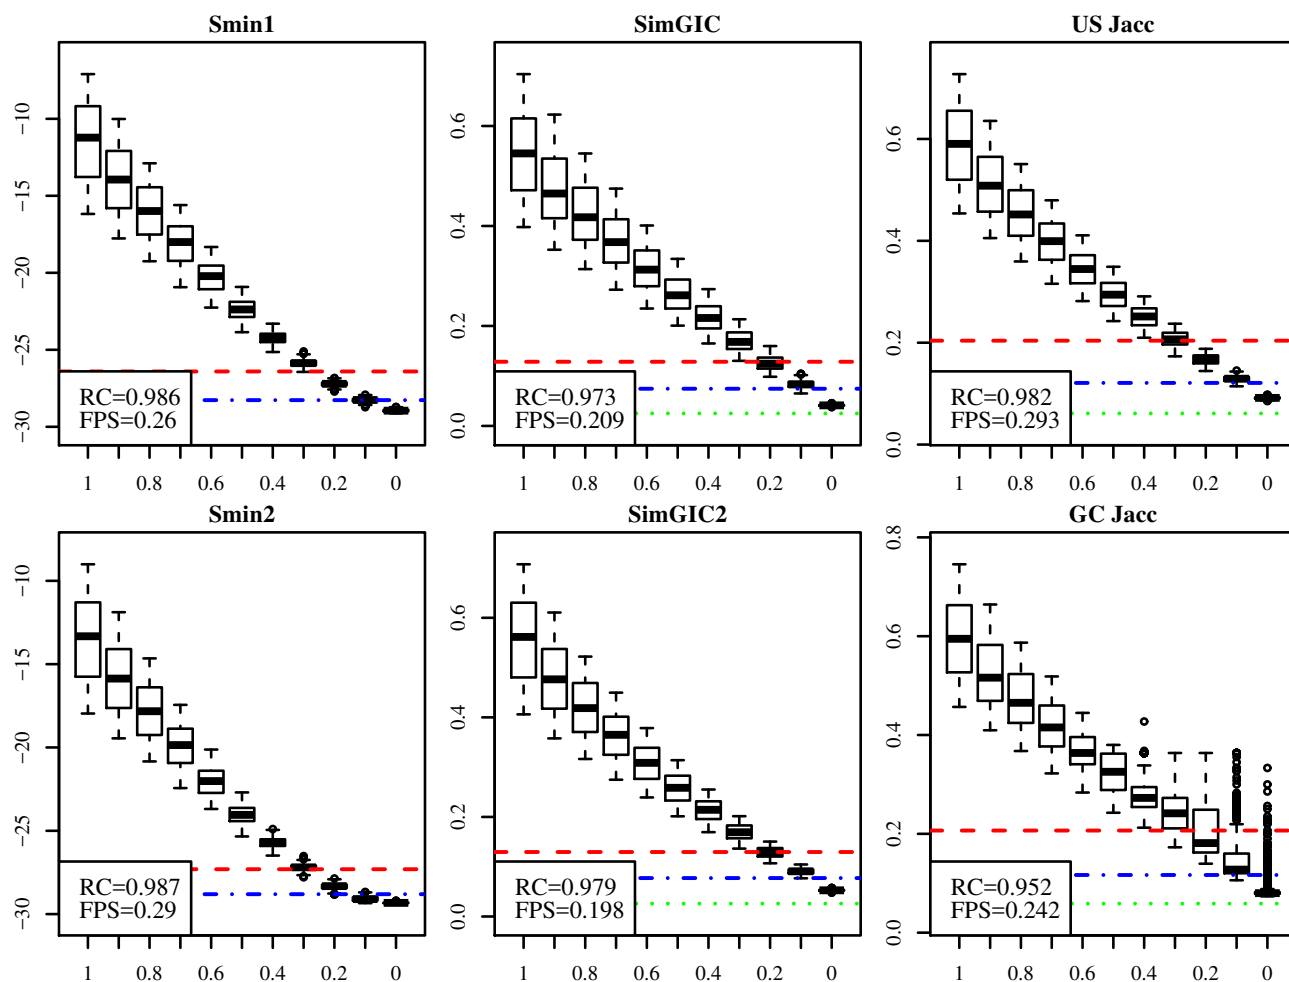 Smin1
−10
−15
−20
−25
−30
RC=0.986
FPS=0.26
1 0.8 0.6 0.4 0.2 0
SimGIC
0.6
0.4
0.2
0.0
RC=0.973
FPS=0.209
1 0.8 0.6 0.4 0.2 0
US Jacc
0.6
0.4
0.2
0.0
RC=0.982
FPS=0.293
1 0.8 0.6 0.4 0.2 0
Smin2
−10
−15
−20
−25
−30
RC=0.987
FPS=0.29
1 0.8 0.6 0.4 0.2 0
SimGIC2
0.6
0.4
0.2
0.0
RC=0.979
FPS=0.198
1 0.8 0.6 0.4 0.2 0
GC Jacc
0.8
0.6
0.4
0.2
0.0
RC=0.952
FPS=0.242
1 0.8 0.6 0.4 0.2 0